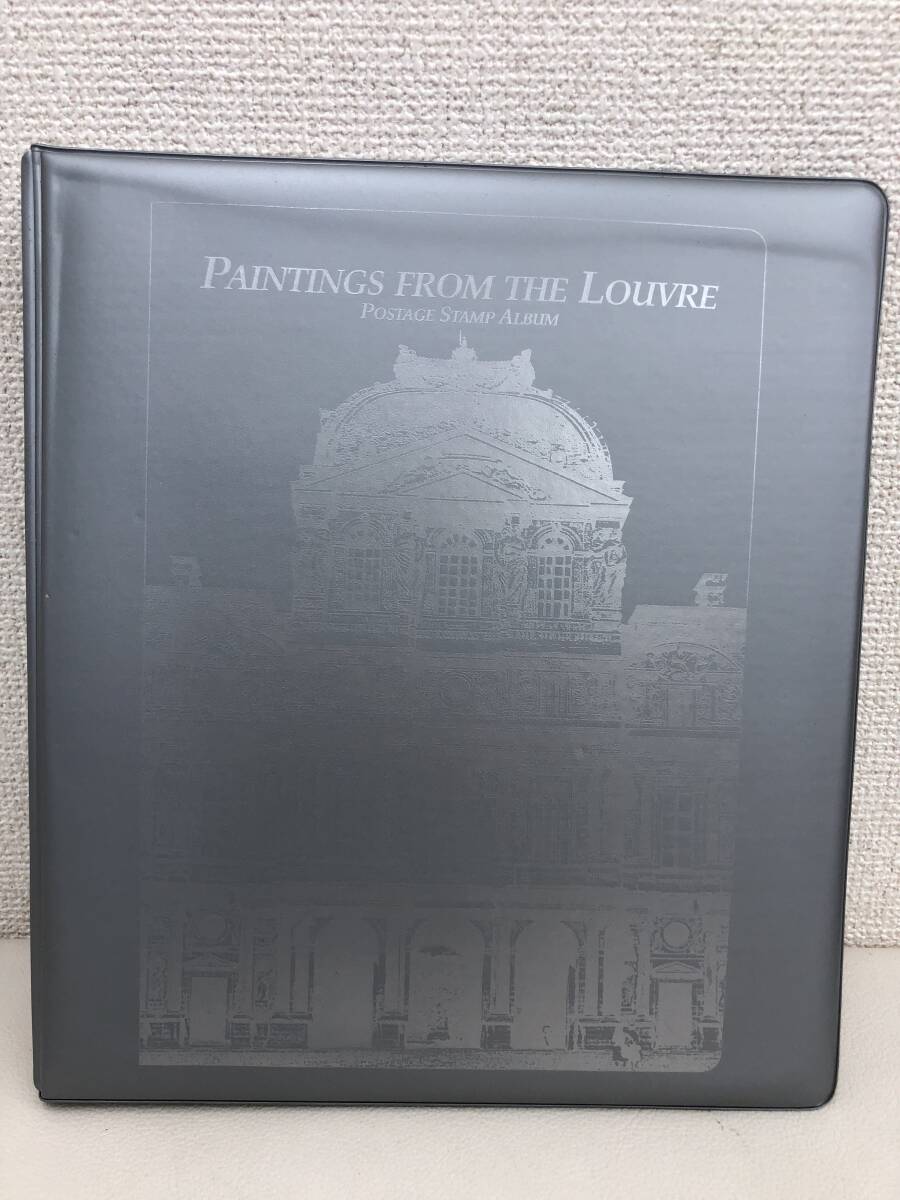 PAINTINGS FROM THE LOUVRE
POSTAGE STAMP ALBUM